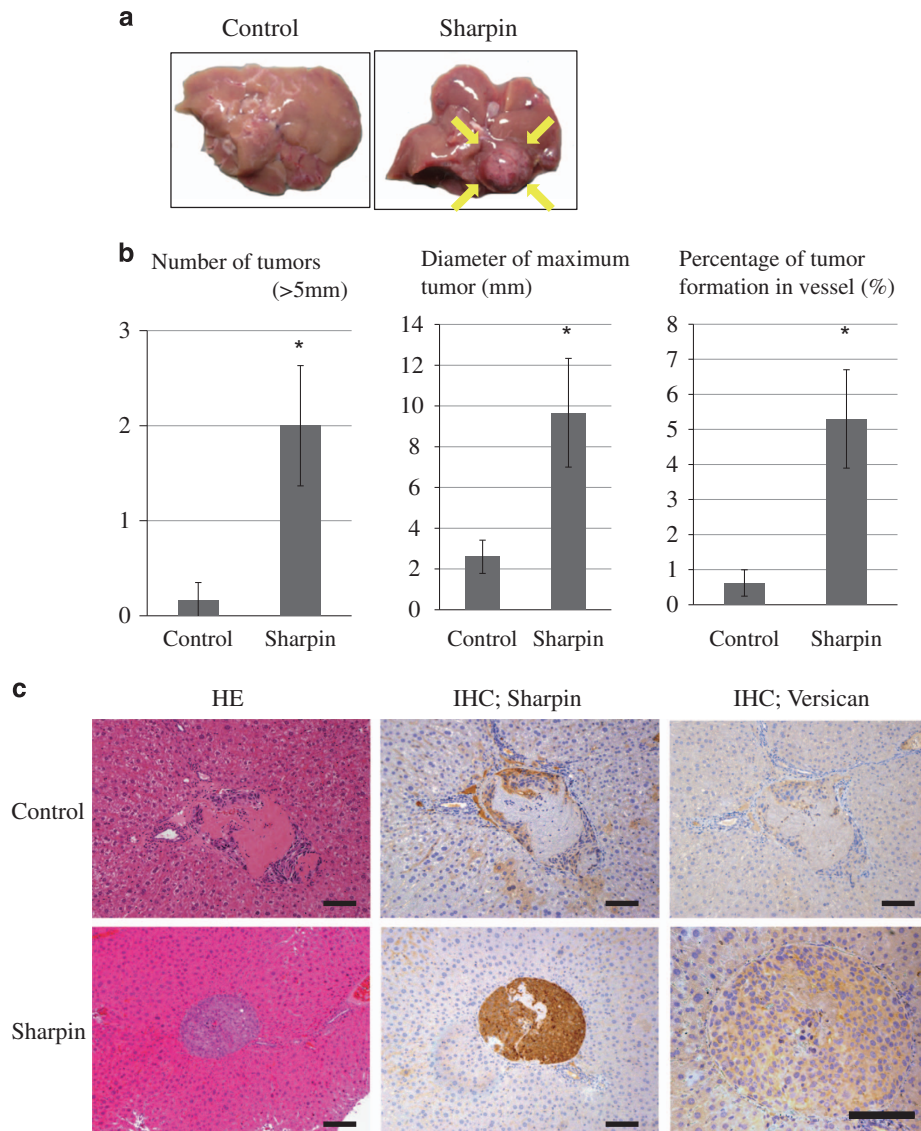 a
Control Sharpin
b
Number of tumors
(>5mm)
3
2
1
0
Control Sharpin
*
Diameter of maximum
tumor (mm)
14
12
10
8
6
4
2
0
Control Sharpin
*
Percentage of tumor
formation in vessel (%)
8
7
6
5
4
3
2
1
0
Control Sharpin
*
c
HE IHC; Sharpin IHC; Versican
Control
Sharpin